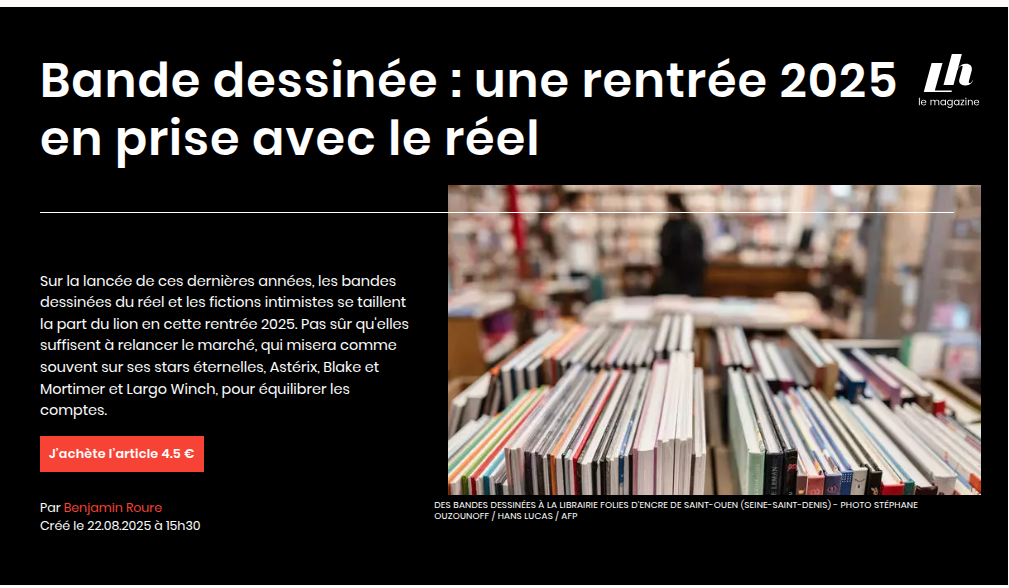 Bande dessinée : une rentrée 2025
en prise avec le réel
Lh
le magazine
Sur la lancée de ces dernières années, les bandes
dessinées du réel et les fictions intimistes se taillent
la part du lion en cette rentrée 2025. Pas sûr qu'elles
suffisent à relancer le marché, qui misera comme
souvent sur ses stars éternelles, Astérix, Blake et
Mortimer et Largo Winch, pour équilibrer les
comptes.
J'achète l'article 4.5 €
Par Benjamin Roure
Créé le 22.08.2025 à 15h30
DES BANDES DESSINÉES À LA LIBRAIRIE FOLIES D'ENCRE DE SAINT-OUEN (SEINE-SAINT-DENIS) - PHOTO STÉPHANE
OUZOUNOFF / HANS LUCAS / AFP